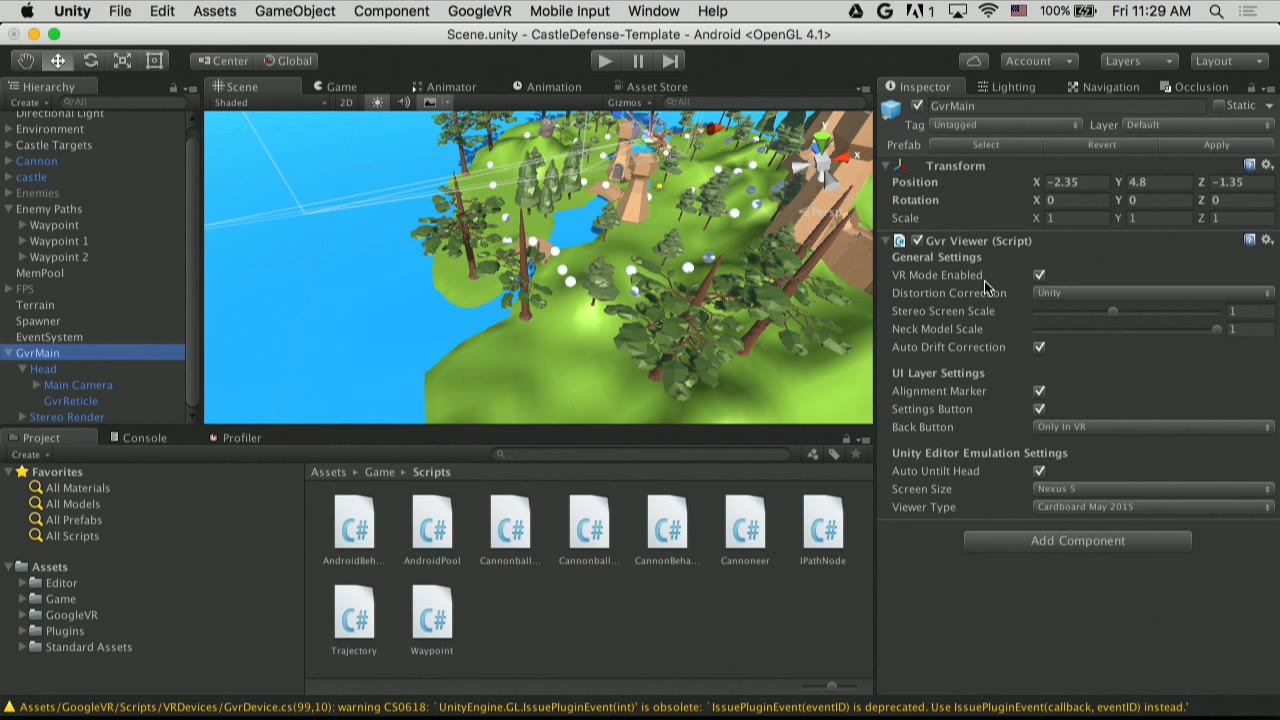 Unity File Edit Assets GameObject Component GoogleVR Mobile Input Window Help 1 100% Fri 11:29 AM
Scene.unity - CastleDefense-Template - Android <OpenGL 4.1>
Center Global Account Layers Layout
Hierarchy Scene Game Animator Animation Asset Store Inspector Lighting Navigation Occlusion
Create All Shaded 2D Gizmos All
GvrMain Static
Tag Untagged Layer Default
Prefab Select Revert Apply
Directional Light
Environment
Castle Targets
Cannon
castle
Enemies
Enemy Paths
Waypoint
Waypoint 1
Waypoint 2
MemPool
FPS
Terrain
Spawner
EventSystem
GvrMain
Head
Main Camera
GvrReticle
Stereo Render
y
x
Persp
Transform
Position X -2.35 Y 4.8 Z -1.35
Rotation X 0 Y 0 Z 0
Scale X 1 Y 1 Z 1
Gvr Viewer (Script)
General Settings
VR Mode Enabled
Distortion Correction Unity
Stereo Screen Scale 1
Neck Model Scale 1
Auto Drift Correction
UI Layer Settings
Alignment Marker
Settings Button
Back Button Only In VR
Unity Editor Emulation Settings
Auto Untilt Head
Screen Size Nexus 5
Viewer Type Cardboard May 2015
Add Component
Project Console Profiler
Create
Favorites
All Materials
All Models
All Prefabs
All Scripts
Assets
Editor
Game
GoogleVR
Plugins
Standard Assets
Assets Game Scripts
C# C# C# C# C# C# C#
AndroidBeh... AndroidPool Cannonball... Cannonball... CannonBeha... Cannoneer IPathNode
C# C#
Trajectory Waypoint
Assets/GoogleVR/Scripts/VRDevices/GvrDevice.cs(99,10): warning CS0618: `UnityEngine.GL.IssuePluginEvent(int)' is obsolete: `IssuePluginEvent(eventID) is deprecated. Use IssuePluginEvent(callback, eventID) instead.'